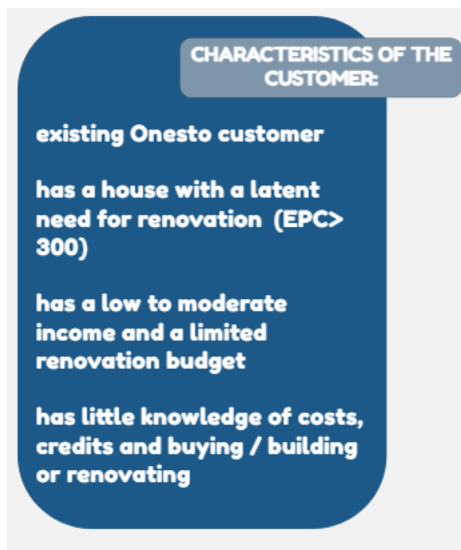 CHARACTERISTICS OF THE
CUSTOMER:
existing Onesto customer
has a house with a latent
need for renovation (EPC>
300)
has a low to moderate
income and a limited
renovation budget
has little knowledge of costs,
credits and buying / building
or renovating